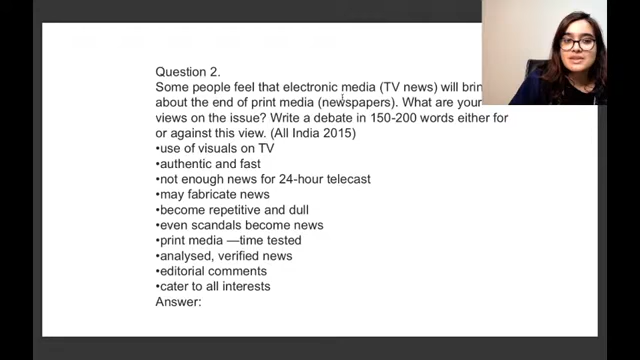 Question 2.
Some people feel that electronic media (TV news) will brin
about the end of print media (newspapers). What are your
views on the issue? Write a debate in 150-200 words either for
or against this view. (All India 2015)
•use of visuals on TV
•authentic and fast
•not enough news for 24-hour telecast
•may fabricate news
•become repetitive and dull
•even scandals become news
•print media —time tested
•analysed, verified news
•editorial comments
•cater to all interests
Answer: